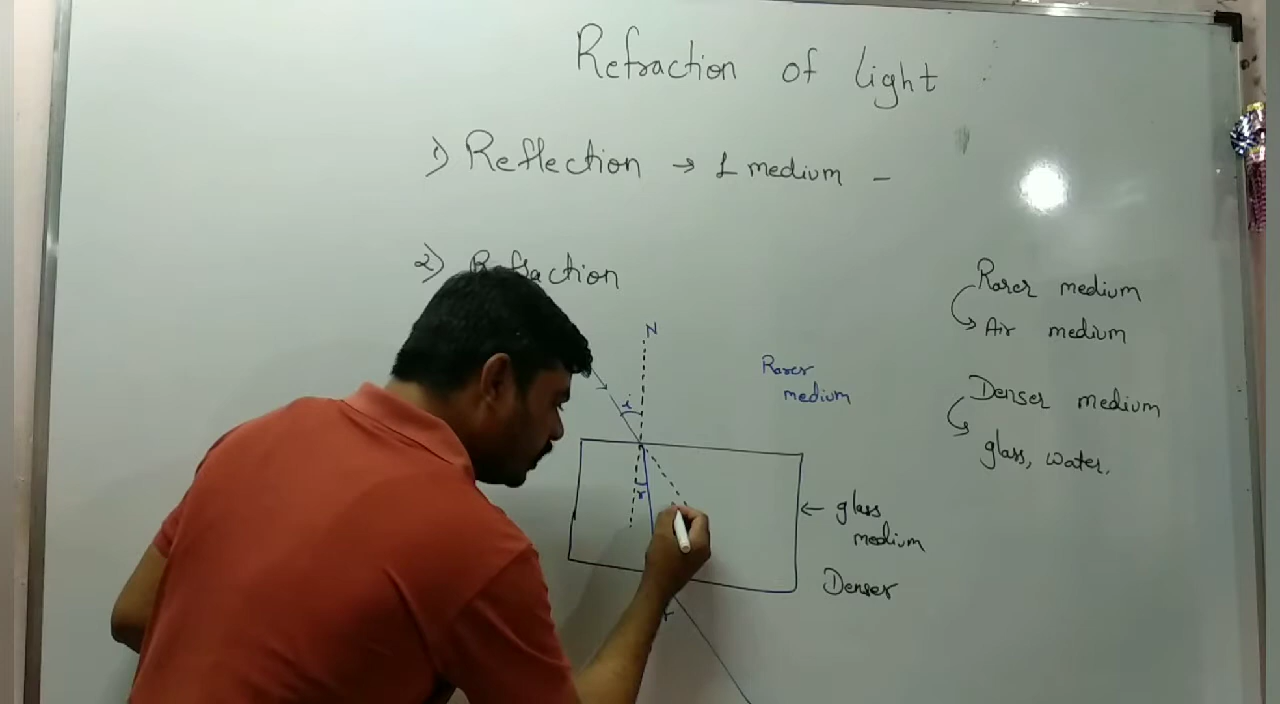 Refraction of light
1) Reflection → 1 medium –
2) Refraction
Rarer medium
Air medium
Denser medium
glass, water.
N
Rarer
medium
i
r
← glass
medium
Denser
r